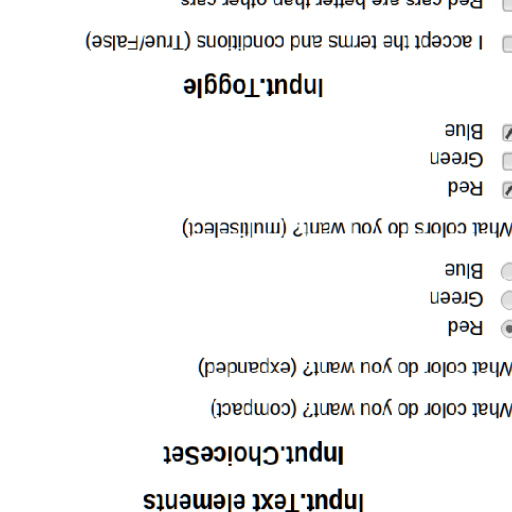 Input.Text elements
Input.ChoiceSet
What color do you want? (compact)
What color do you want? (expanded)
Red
Green
Blue
What colors do you want? (multiselect)
Red
Green
Blue
Input.Toggle
I accept the terms and conditions (True/False)
Red cars are better than other cars